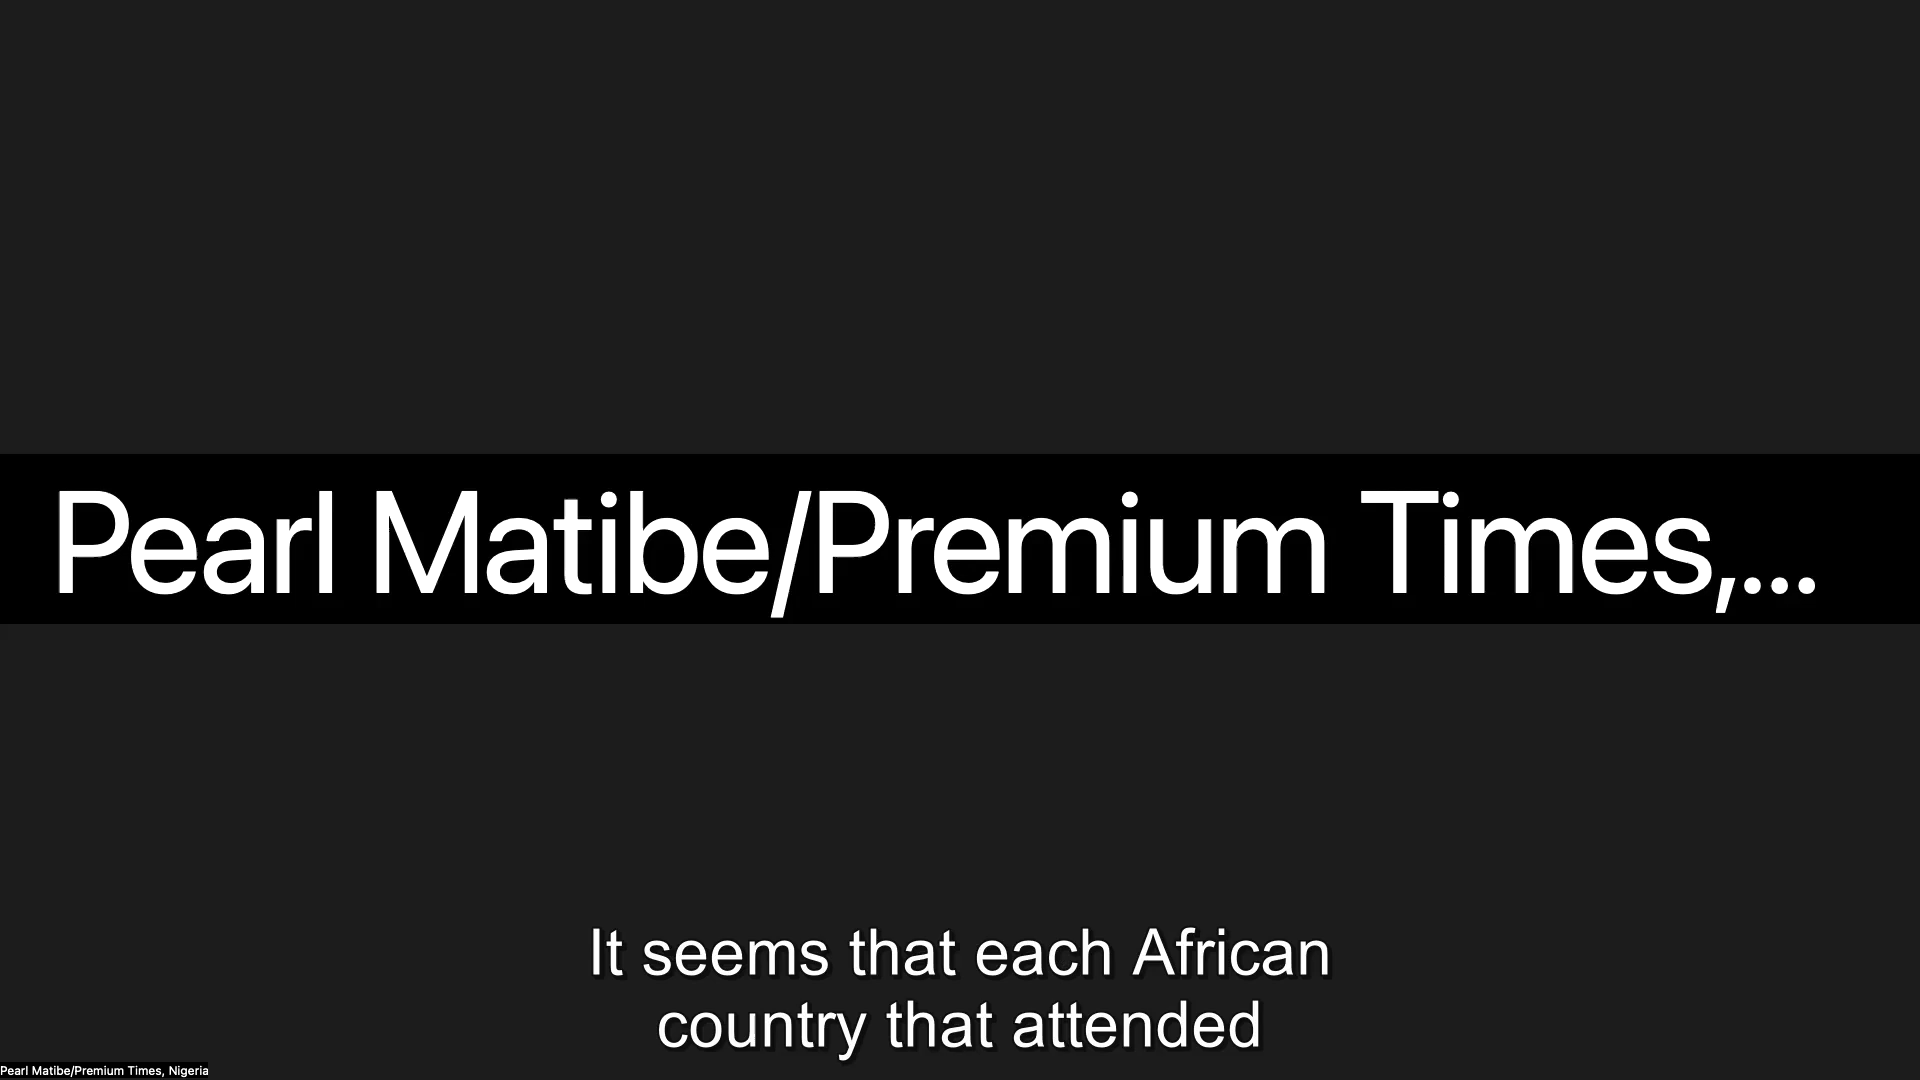 Pearl Matibe/Premium Times,...
It seems that each African
country that attended
Pearl Matibe/Premium Times, Nigeria